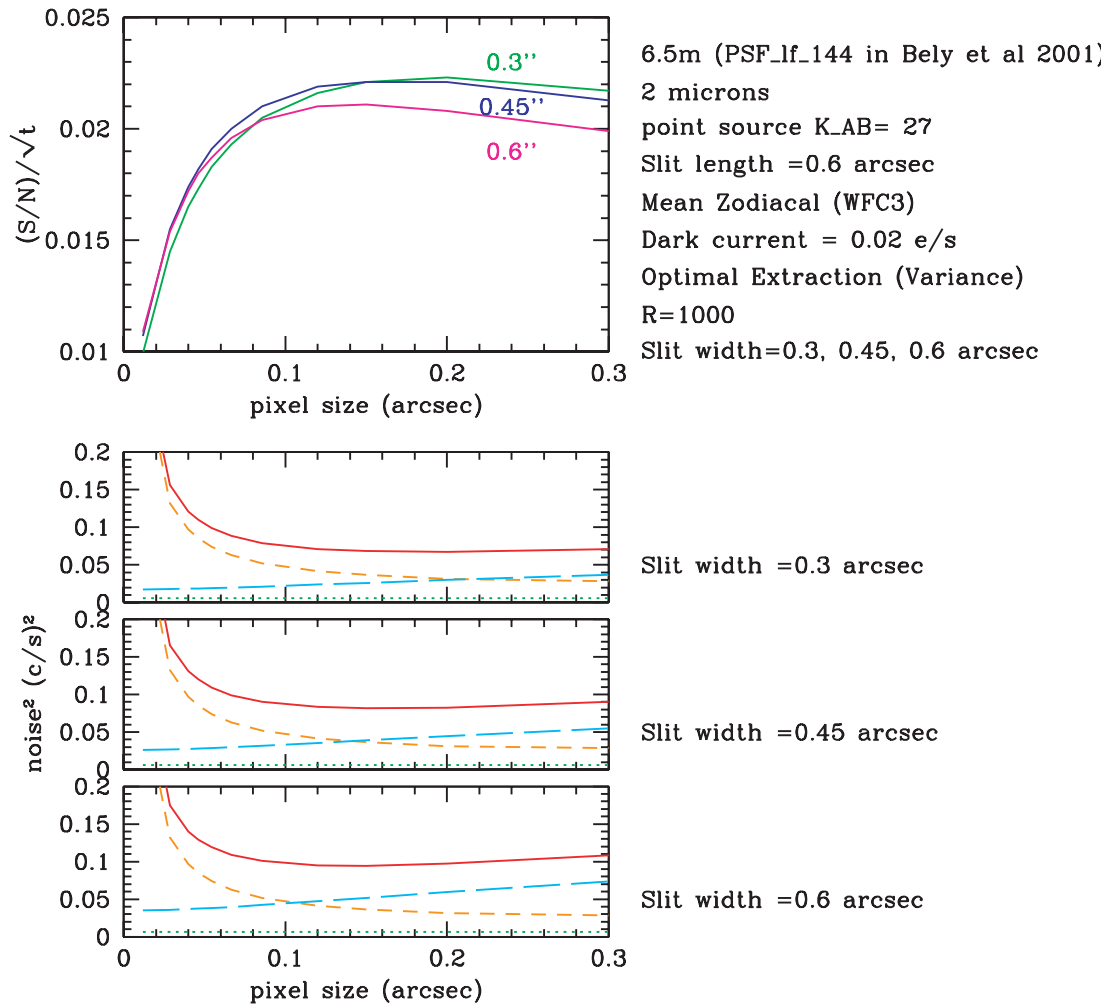 0.025
0.02
0.015
0.01
(S/N)/√t
0.3''
0.45''
0.6''
0
0.1
0.2
0.3
pixel size (arcsec)
6.5m (PSF_lf_144 in Bely et al 2001)
2 microns
point source K_AB= 27
Slit length =0.6 arcsec
Mean Zodiacal (WFC3)
Dark current = 0.02 e/s
Optimal Extraction (Variance)
R=1000
Slit width=0.3, 0.45, 0.6 arcsec
0.2
0.15
0.1
0.05
0
Slit width =0.3 arcsec
0.2
0.15
0.1
0.05
0
noise² (c/s)²
Slit width =0.45 arcsec
0.2
0.15
0.1
0.05
0
Slit width =0.6 arcsec
0
0.1
0.2
0.3
pixel size (arcsec)